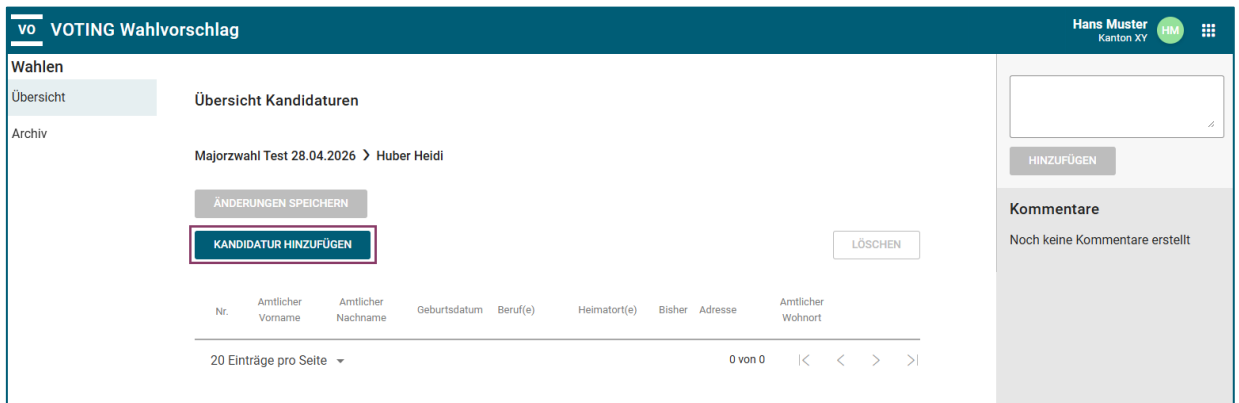 VO VOTING Wahlvorschlag
Hans Muster
Kanton XY
HM
Wahlen
Übersicht
Archiv
Übersicht Kandidaturen
Majorzwahl Test 28.04.2026 > Huber Heidi
ÄNDERUNGEN SPEICHERN
KANDIDATUR HINZUFÜGEN
LÖSCHEN
Nr. Amtlicher Vorname Amtlicher Nachname Geburtsdatum Beruf(e) Heimatort(e) Bisher Adresse Amtlicher Wohnort
20 Einträge pro Seite
0 von 0
HINZUFÜGEN
Kommentare
Noch keine Kommentare erstellt